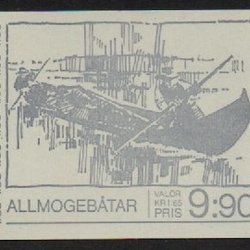 ALLMOGEBÅTAR
VALÖR
KR 1:65
PRIS
9:90